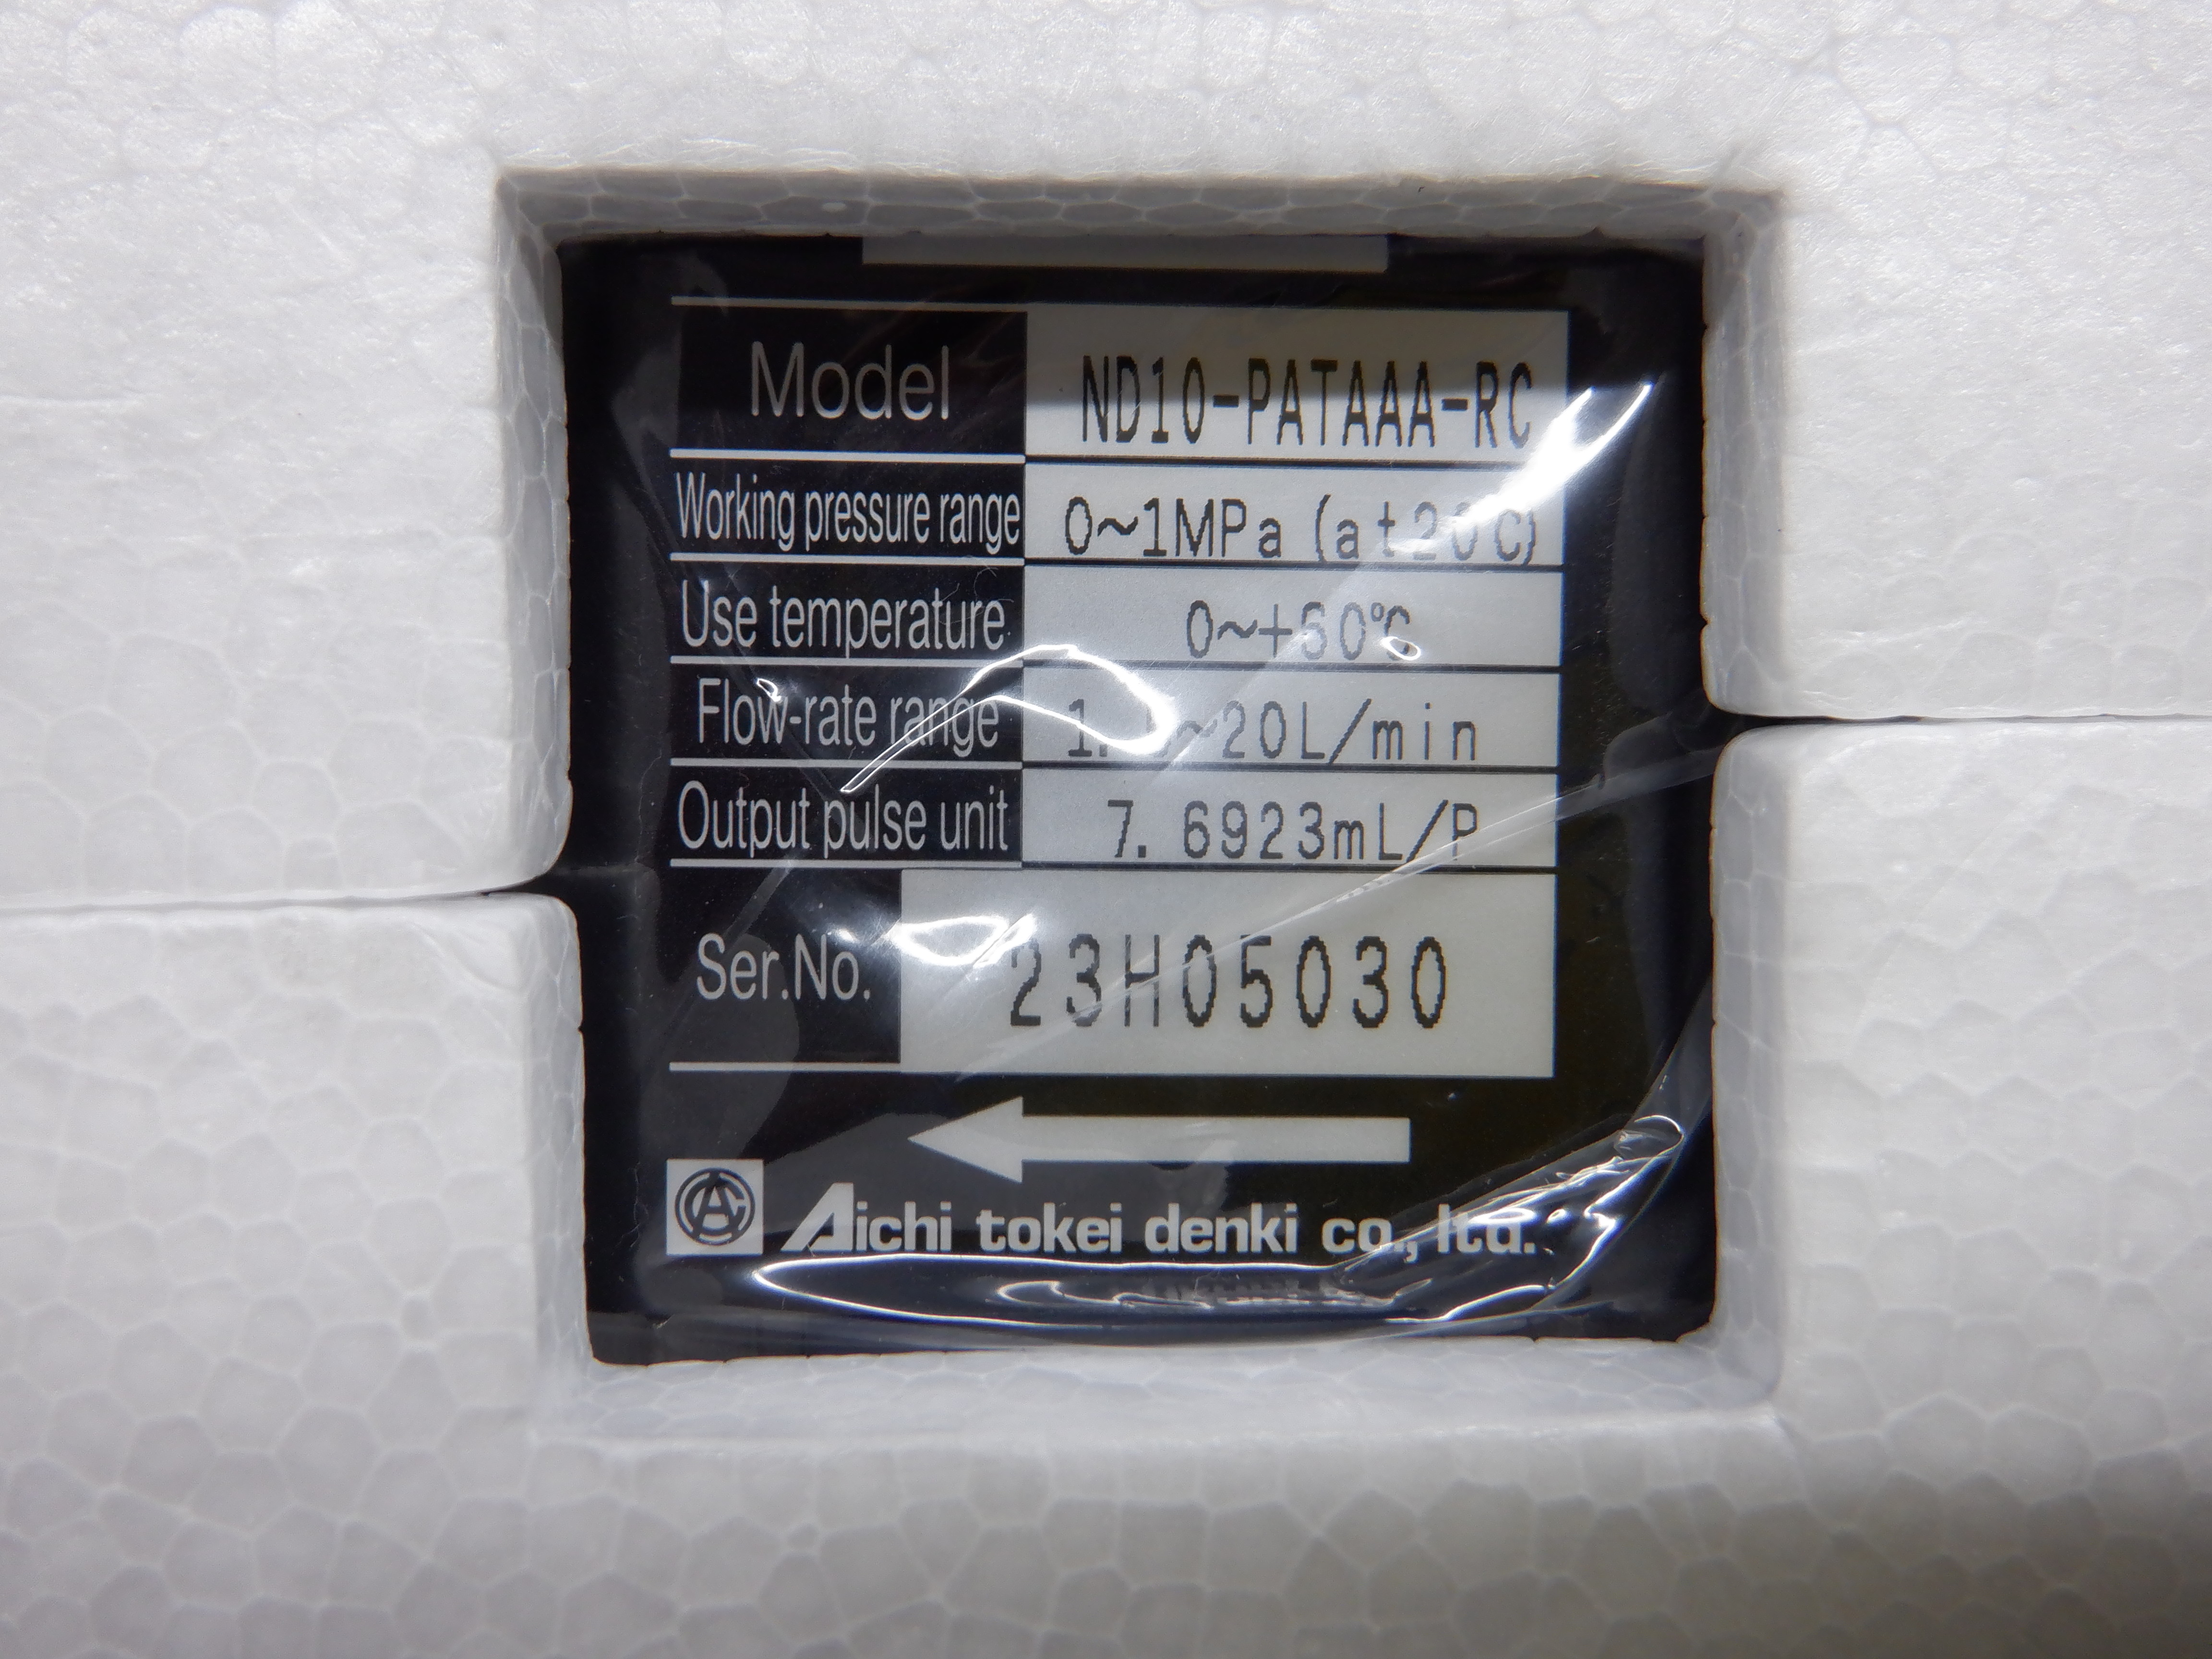 Model ND10-PATAAA-RC
Working pressure range 0~1MPa (at20℃)
Use temperature 0~+60℃
Flow-rate range ~20L/min
Output pulse unit 7.6923mL/P
Ser.No. 23H05030
Aichi tokei denki co., ltd.